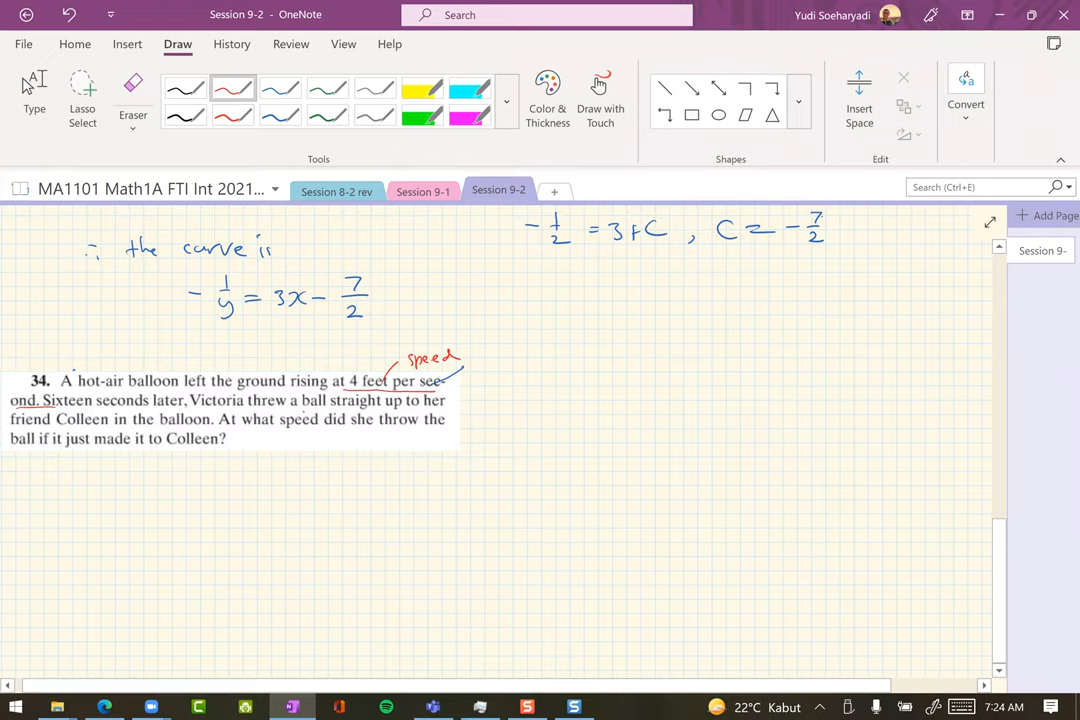 Session 9-2 - OneNote
Search
Yudi Soeharyadi
File Home Insert Draw History Review View Help
Type
Lasso Select
Eraser
Color & Thickness
Draw with Touch
Insert Space
Convert
Tools
Shapes
Edit
MA1101 Math1A FTI Int 2021...
Session 8-2 rev
Session 9-1
Session 9-2
Search (Ctrl+E)
Add Page
Session 9-
- 1/2 = 3 + C , C = - 7/2
∴ the curve is
- 1/y = 3x - 7/2
speed
34. A hot-air balloon left the ground rising at 4 feet per sec-
ond. Sixteen seconds later, Victoria threw a ball straight up to her
friend Colleen in the balloon. At what speed did she throw the
ball if it just made it to Colleen?
22°C Kabut
7:24 AM